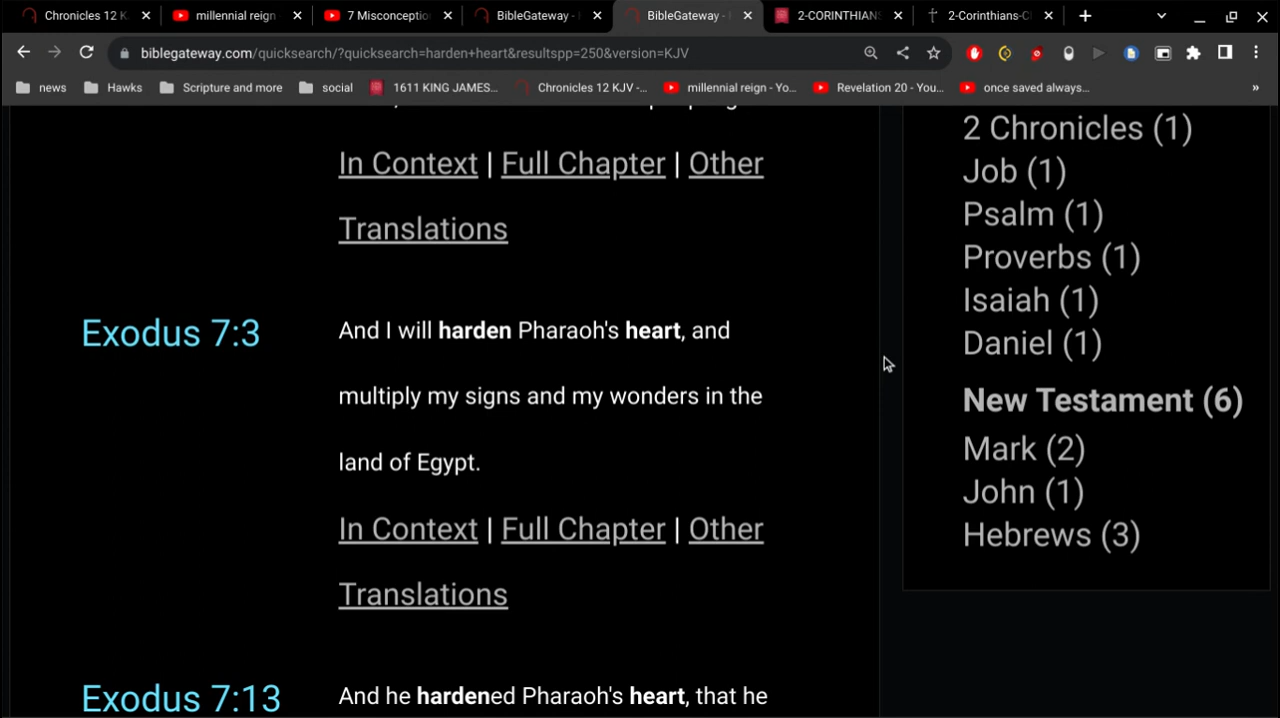 Chronicles 12 K
millennial reign -
7 Misconceptio
BibleGateway -
BibleGateway -
2-CORINTHIANS
2-Corinthians-C
biblegateway.com/quicksearch/?quicksearch=harden+heart&resultspp=250&version=KJV
news
Hawks
Scripture and more
social
1611 KING JAMES...
Chronicles 12 KJV -...
millennial reign - Yo...
Revelation 20 - You...
once saved always...
»
In Context | Full Chapter | Other
Translations
Exodus 7:3
And I will harden Pharaoh's heart, and
multiply my signs and my wonders in the
land of Egypt.
In Context | Full Chapter | Other
Translations
Exodus 7:13
And he hardened Pharaoh's heart, that he
2 Chronicles (1)
Job (1)
Psalm (1)
Proverbs (1)
Isaiah (1)
Daniel (1)
New Testament (6)
Mark (2)
John (1)
Hebrews (3)